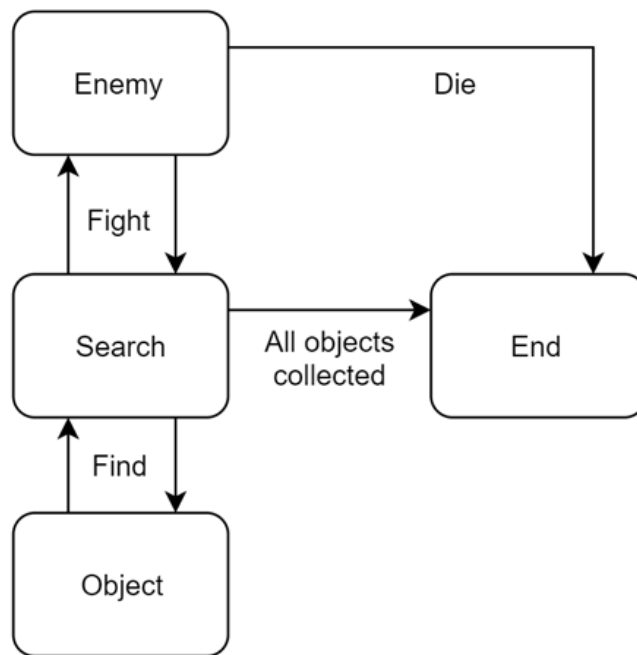 Enemy
Die
Fight
Search
All objects
collected
End
Find
Object